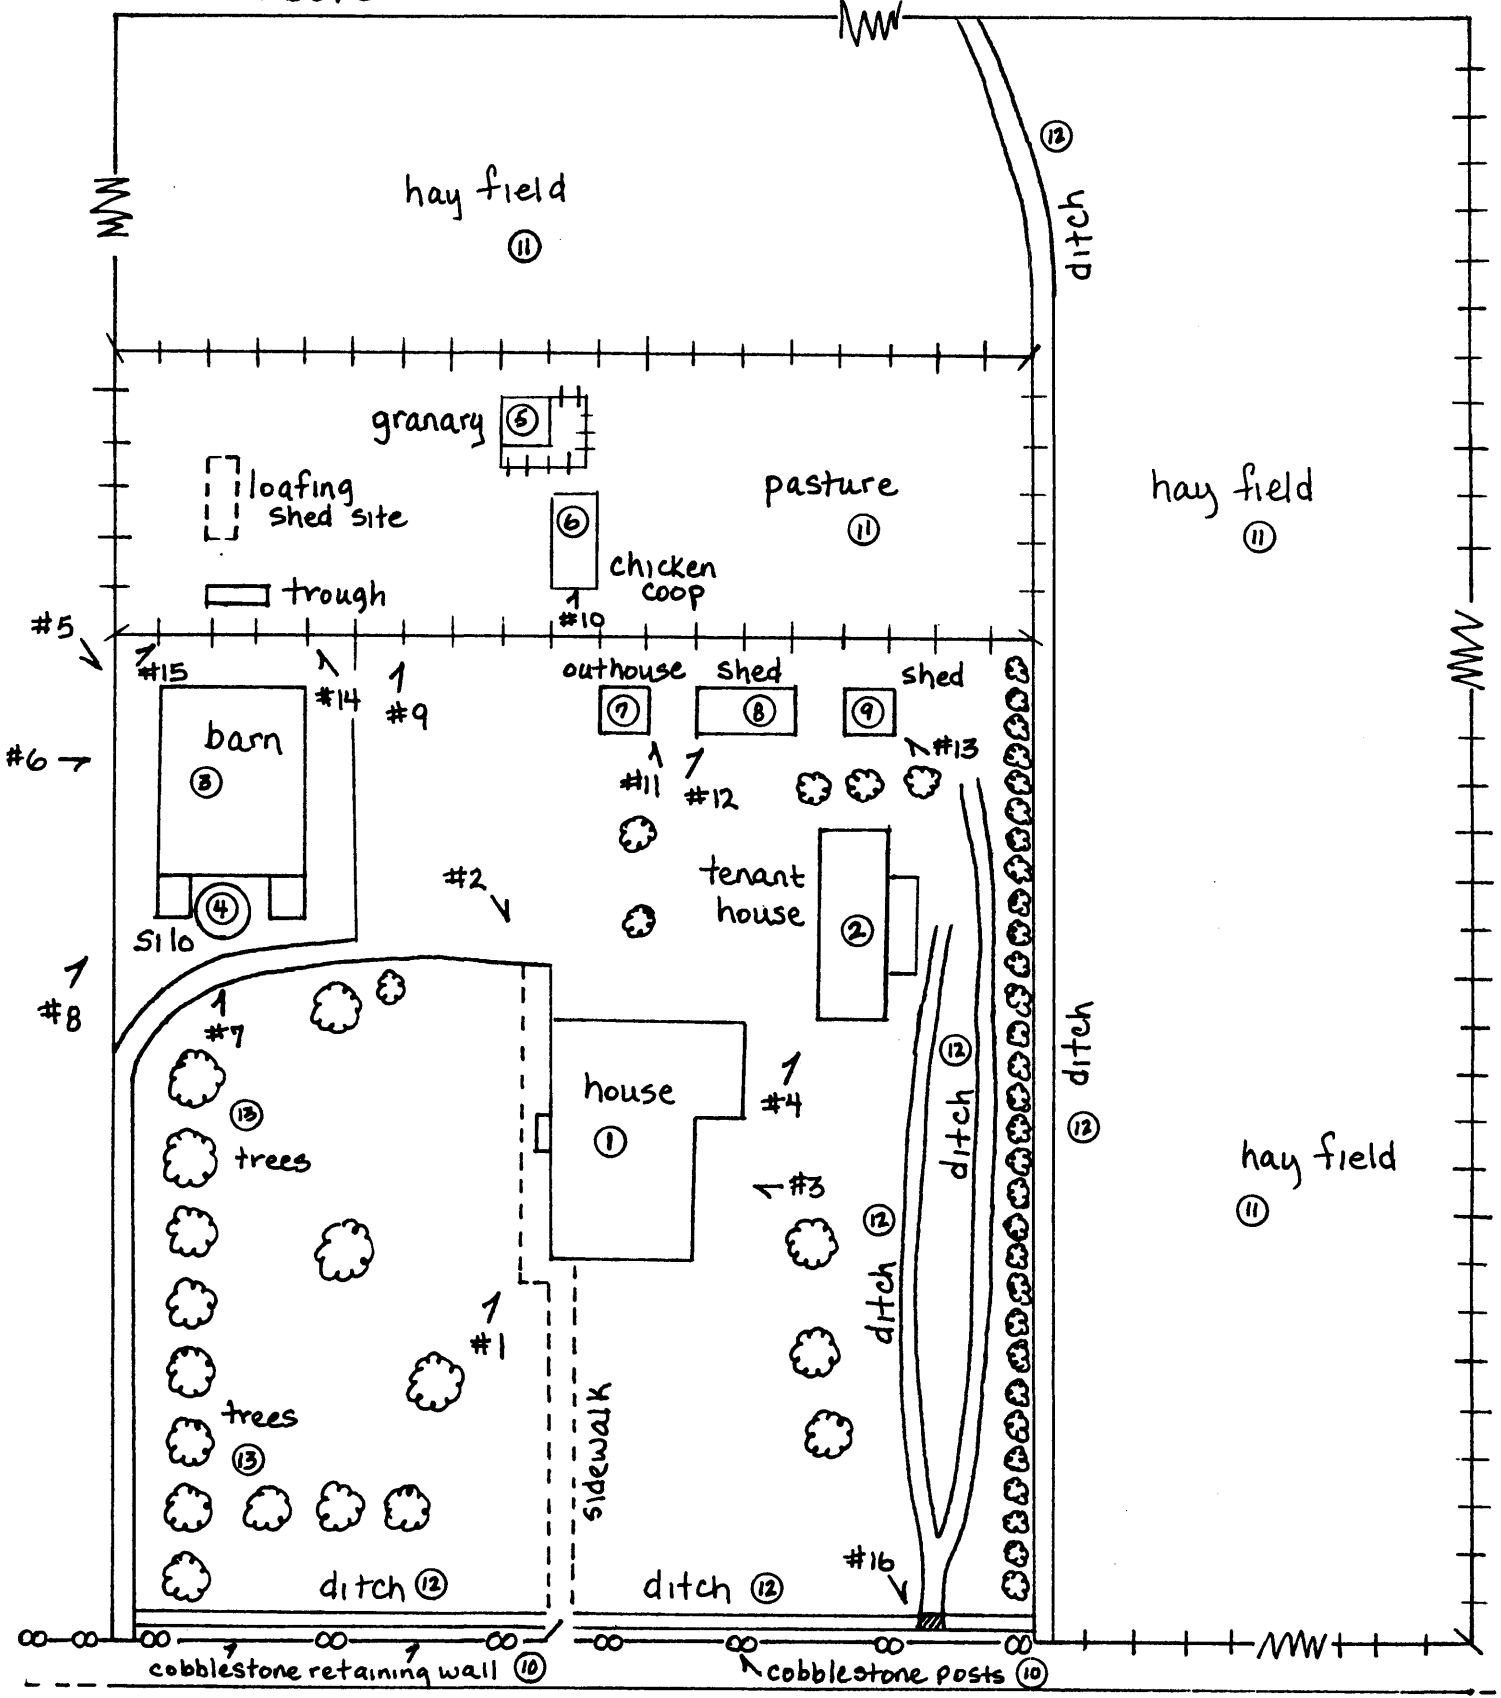 12
ditch
hay field
11
granary
5
loafing
shed site
6
pasture
11
hay field
11
chicken
coop
trough
#10
#5
#15
#14
#9
outhouse
shed
shed
7
8
9
barn
3
#6
#11
#12
#13
#2
tenant
house
2
4
silo
#8
#7
12
ditch
house
1
#4
ditch
12
13
trees
#3
12
ditch
hay field
11
#1
trees
13
sidewalk
#16
ditch 12
ditch 12
cobblestone retaining wall 10
cobblestone posts 10